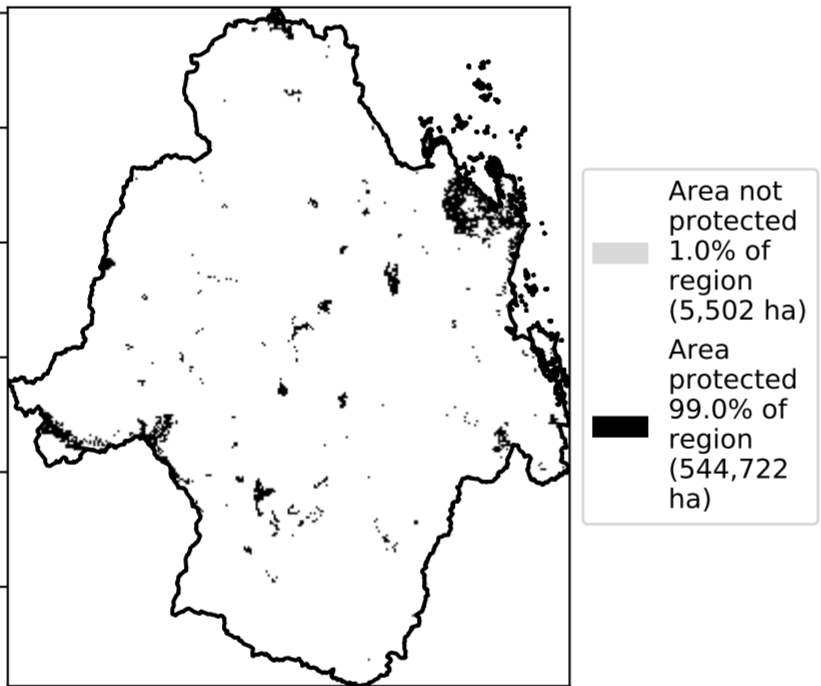 Area not
protected
1.0% of
region
(5,502 ha)
Area
protected
99.0% of
region
(544,722
ha)